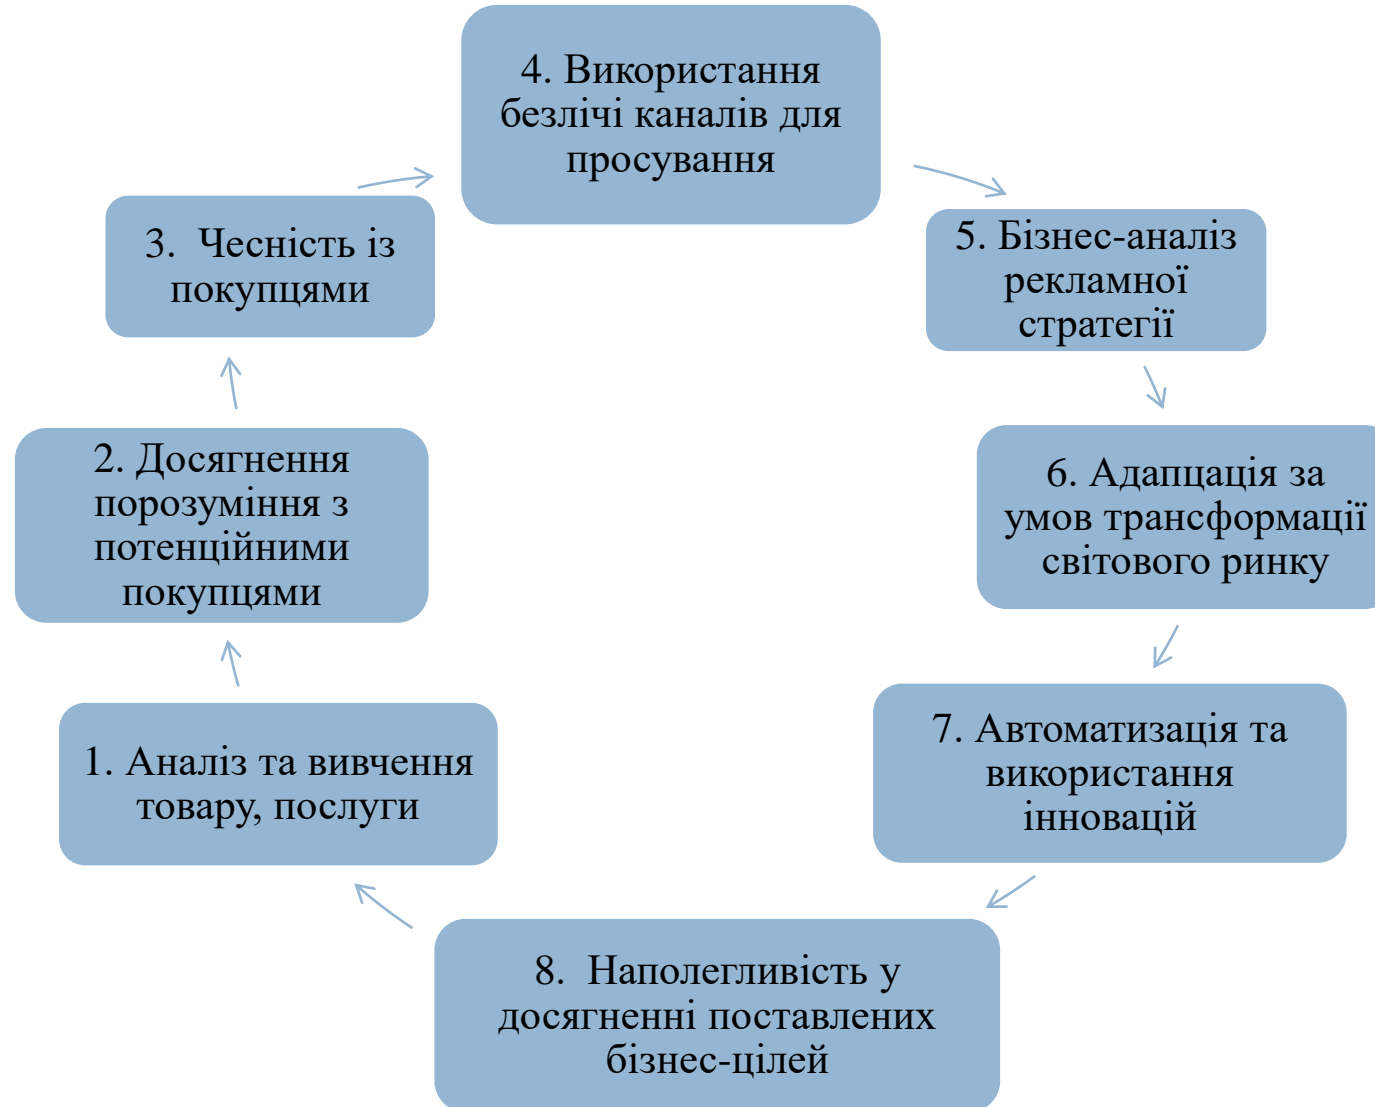 4. Використання
безлічі каналів для
просування
3.  Чесність із
покупцями
5. Бізнес-аналіз
рекламної
стратегії
2. Досягнення
порозуміння з
потенційними
покупцями
6. Адапцація за
умов трансформації
світового ринку
1. Аналіз та вивчення
товару, послуги
7. Автоматизація та
використання
інновацій
8.  Наполегливість у
досягненні поставлених
бізнес-цілей